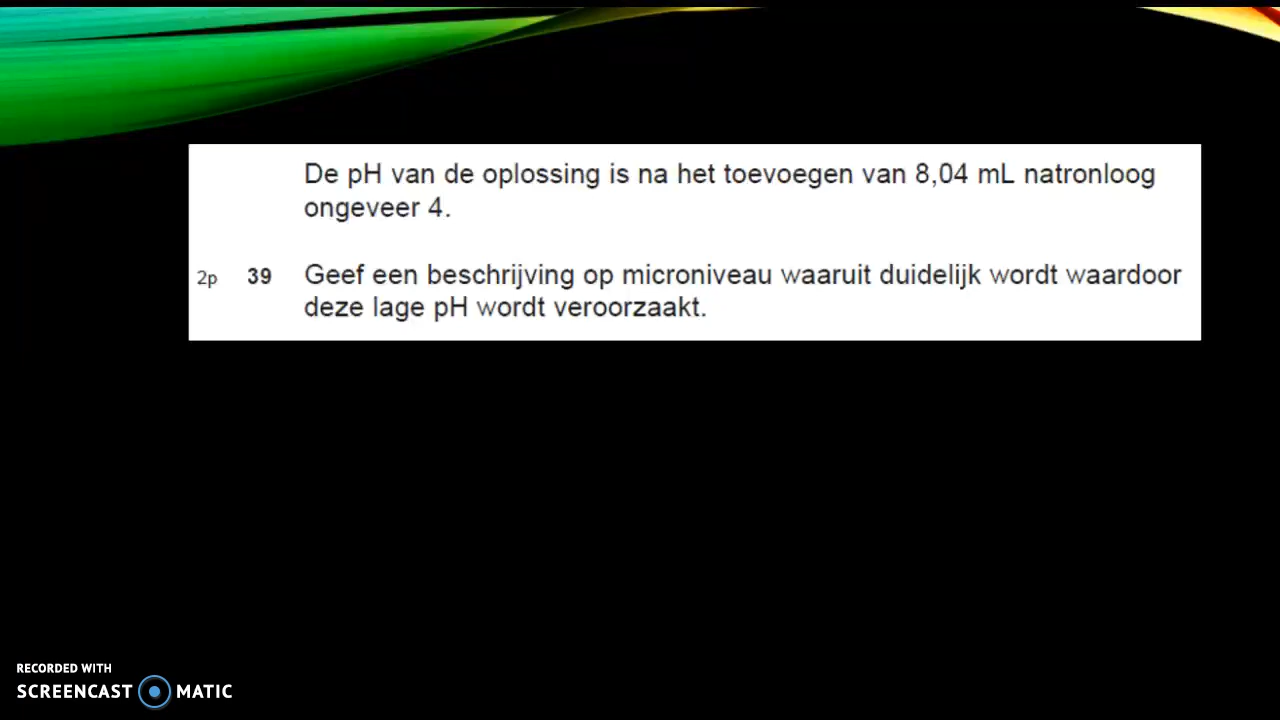 De pH van de oplossing is na het toevoegen van 8,04 mL natronloog
ongeveer 4.
2p 39 Geef een beschrijving op microniveau waaruit duidelijk wordt waardoor
deze lage pH wordt veroorzaakt.
RECORDED WITH
SCREENCAST MATIC